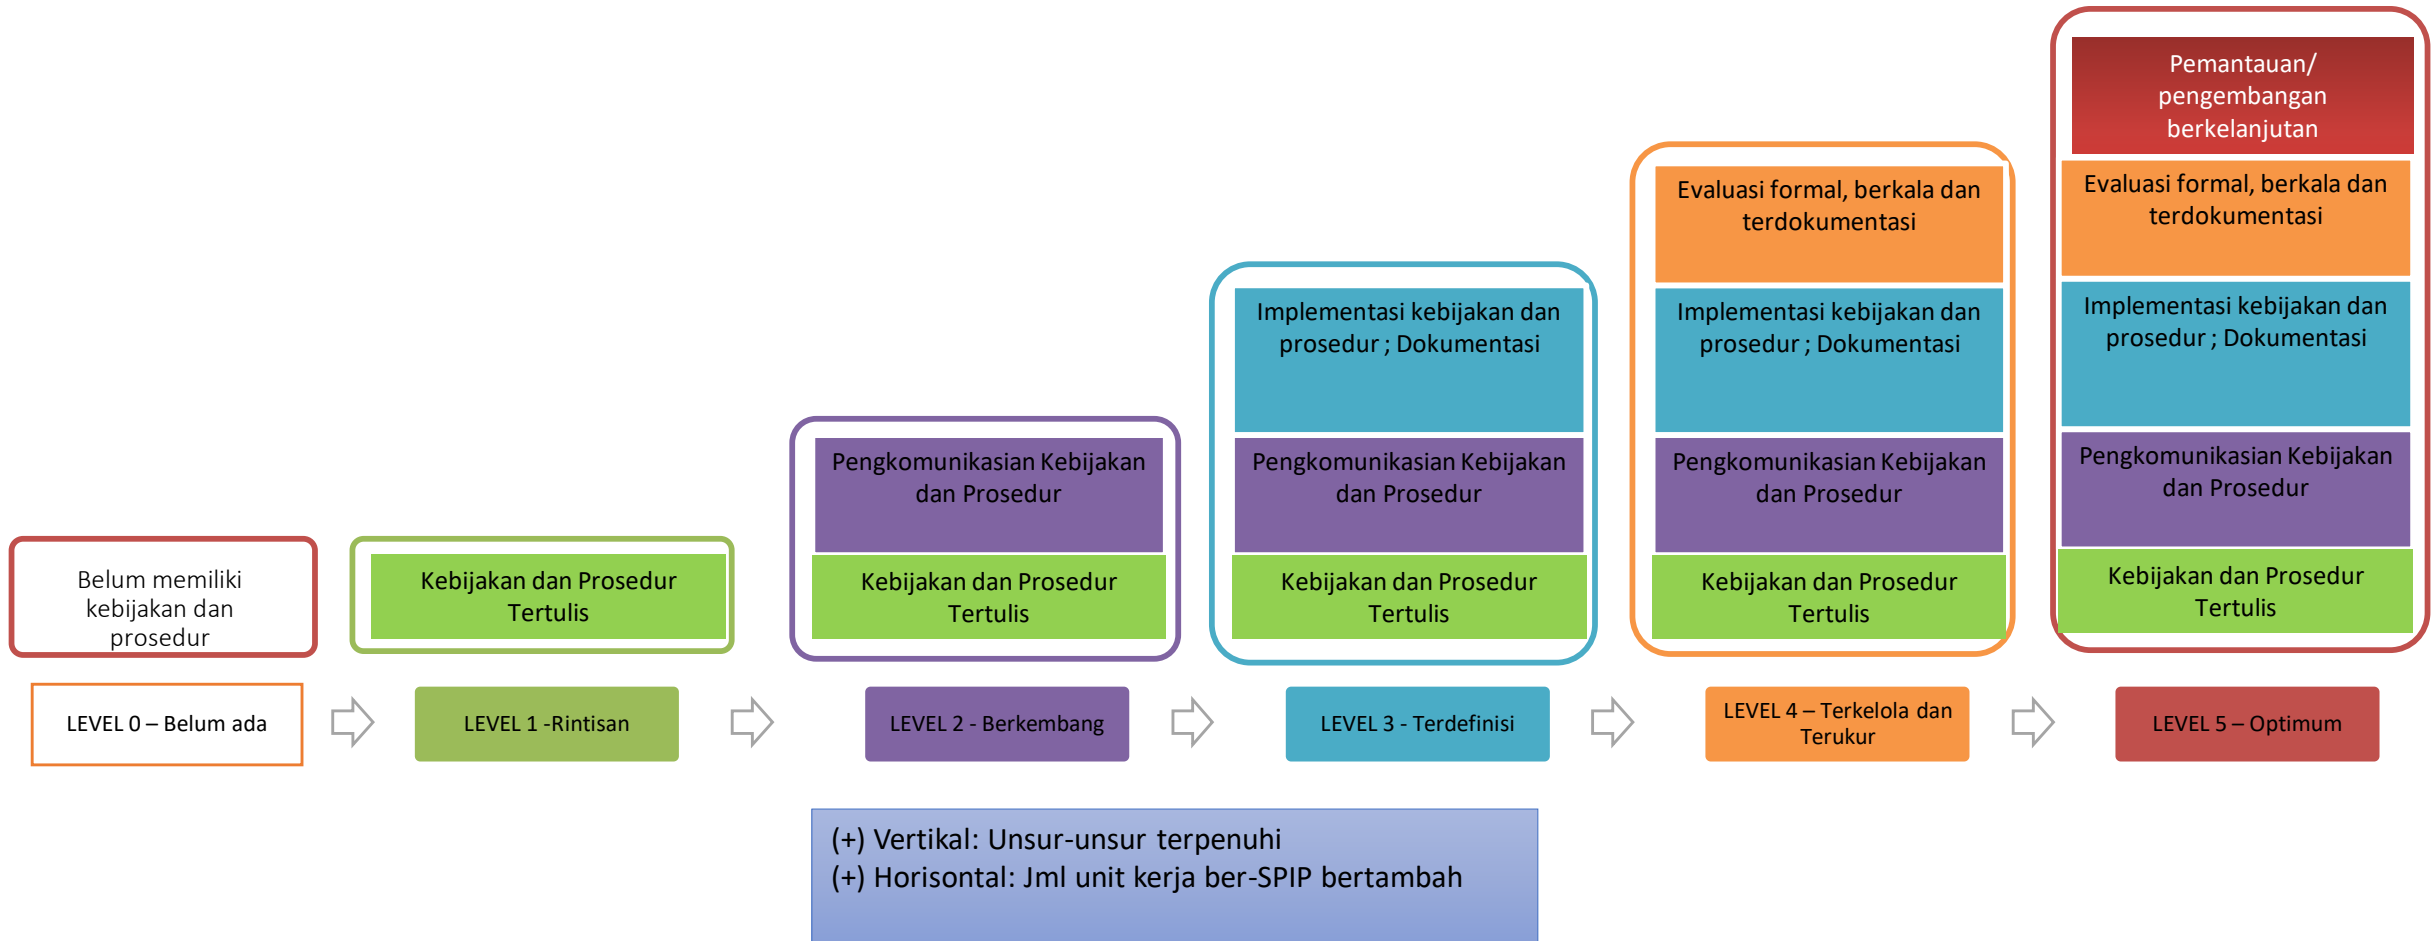 Belum memiliki
kebijakan dan
prosedur
LEVEL 0 – Belum ada
Kebijakan dan Prosedur
Tertulis
LEVEL 1 -Rintisan
Pengkomunikasian Kebijakan
dan Prosedur
Kebijakan dan Prosedur
Tertulis
LEVEL 2 - Berkembang
Implementasi kebijakan dan
prosedur ; Dokumentasi
Pengkomunikasian Kebijakan
dan Prosedur
Kebijakan dan Prosedur
Tertulis
LEVEL 3 - Terdefinisi
Evaluasi formal, berkala dan
terdokumentasi
Implementasi kebijakan dan
prosedur ; Dokumentasi
Pengkomunikasian Kebijakan
dan Prosedur
Kebijakan dan Prosedur
Tertulis
LEVEL 4 – Terkelola dan
Terukur
Pemantauan/
pengembangan
berkelanjutan
Evaluasi formal, berkala dan
terdokumentasi
Implementasi kebijakan dan
prosedur ; Dokumentasi
Pengkomunikasian Kebijakan
dan Prosedur
Kebijakan dan Prosedur
Tertulis
LEVEL 5 – Optimum
(+) Vertikal: Unsur-unsur terpenuhi
(+) Horisontal: Jml unit kerja ber-SPIP bertambah